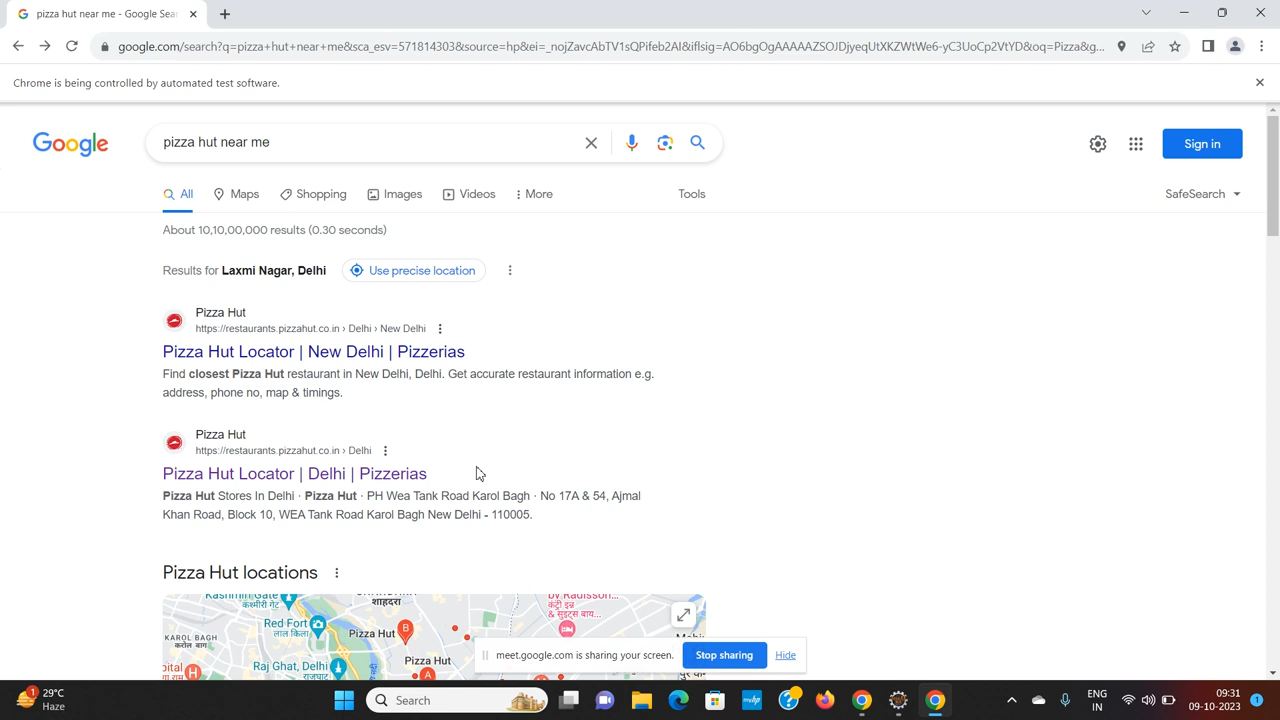 pizza hut near me - Google Sear
google.com/search?q=pizza+hut+near+me&sca_esv=571814303&source=hp&ei=_nojZavcAbTV1sQPifeb2AI&iflsig=AO6bgOgAAAAAZSOJDjyeqUtXKZWtWe6-yC3UoCp2VtYD&oq=Pizza&g...
Chrome is being controlled by automated test software.
Google
pizza hut near me
Sign in
All Maps Shopping Images Videos More Tools SafeSearch
About 10,10,00,000 results (0.30 seconds)
Results for Laxmi Nagar, Delhi Use precise location
Pizza Hut
https://restaurants.pizzahut.co.in › Delhi › New Delhi
Pizza Hut Locator | New Delhi | Pizzerias
Find closest Pizza Hut restaurant in New Delhi, Delhi. Get accurate restaurant information e.g.
address, phone no, map & timings.
Pizza Hut
https://restaurants.pizzahut.co.in › Delhi
Pizza Hut Locator | Delhi | Pizzerias
Pizza Hut Stores In Delhi · Pizza Hut · PH Wea Tank Road Karol Bagh · No 17A & 54, Ajmal
Khan Road, Block 10, WEA Tank Road Karol Bagh New Delhi - 110005.
Pizza Hut locations
कश्मीरी गेट
शाहदरा
by Radisson...
Red Fort
लाल किला
Pizza Hut B
KAROL BAGH
करोल बाग
Raj Ghat, Delhi
Pizza Hut
A
meet.google.com is sharing your screen. Stop sharing Hide
1
29°C
Haze
Search
ENG
IN
09:31
09-10-2023
1